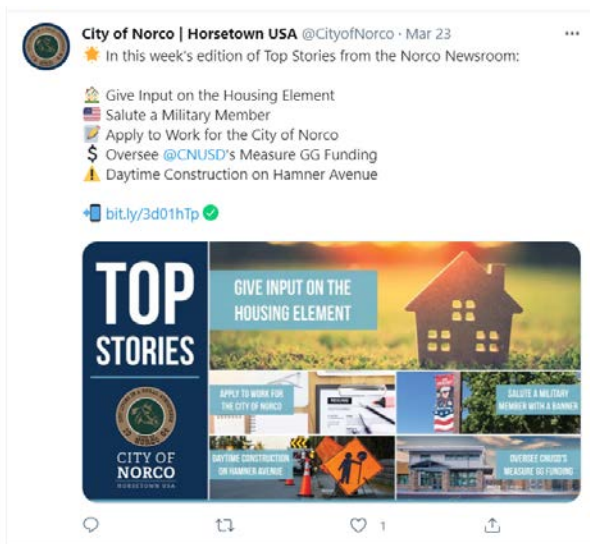 City of Norco | Horsetown USA @CityofNorco · Mar 23
In this week's edition of Top Stories from the Norco Newsroom:
Give Input on the Housing Element
Salute a Military Member
Apply to Work for the City of Norco
$ Oversee @CNUSD's Measure GG Funding
Daytime Construction on Hamner Avenue
bit.ly/3d01hTp
TOP
STORIES
CITY OF
NORCO
HORSETOWN USA
GIVE INPUT ON THE
HOUSING ELEMENT
APPLY TO WORK FOR
THE CITY OF NORCO
RESUME
SALUTE A MILITARY
MEMBER WITH A BANNER
DAYTIME CONSTRUCTION
ON HAMNER AVENUE
OVERSEE CNUSD'S
MEASURE GG FUNDING
1